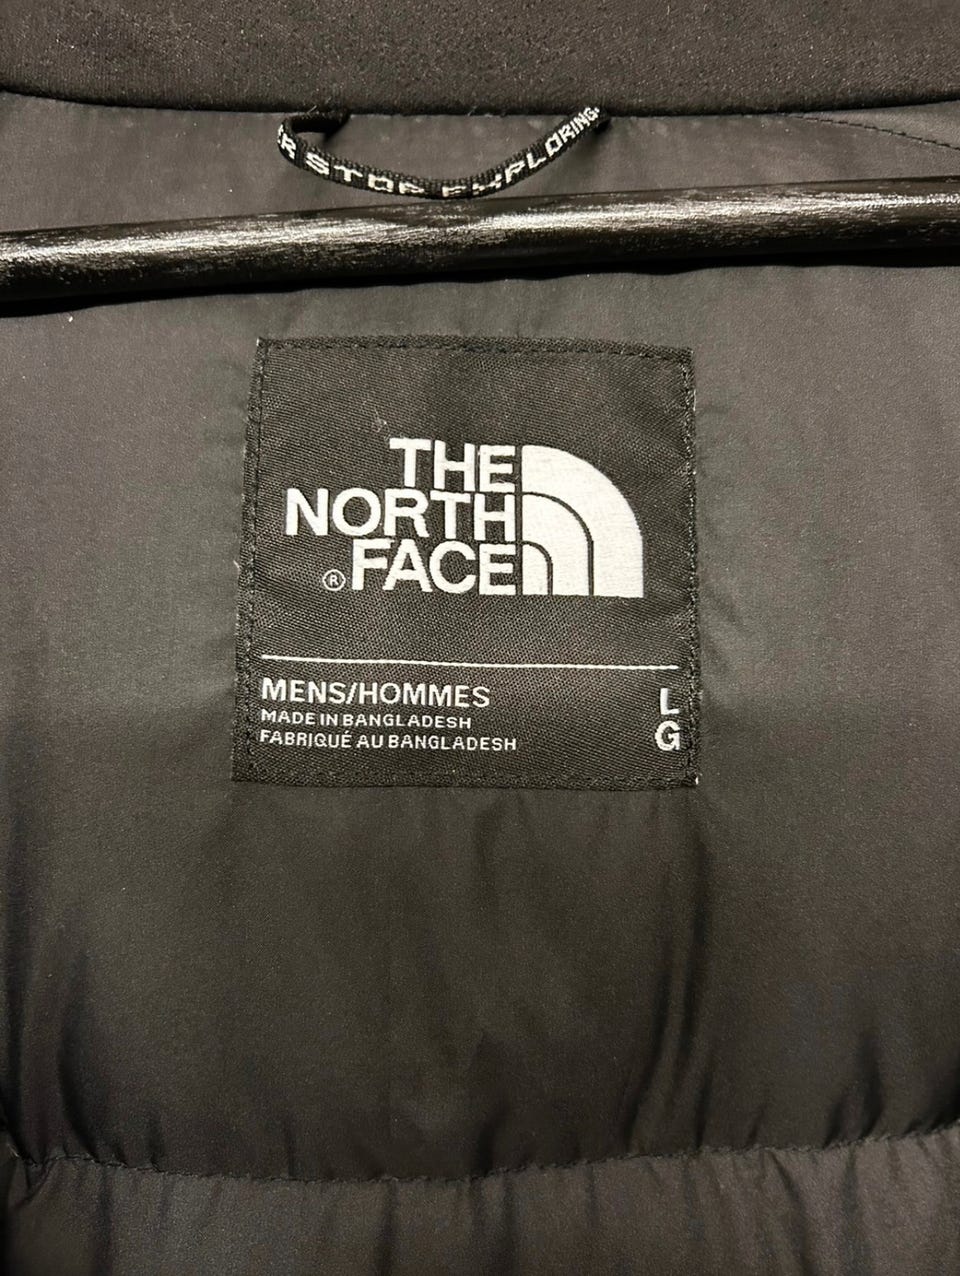 R STOP EXPLORING.
THE
NORTH
® FACE
MENS/HOMMES
MADE IN BANGLADESH
FABRIQUÉ AU BANGLADESH
L
G